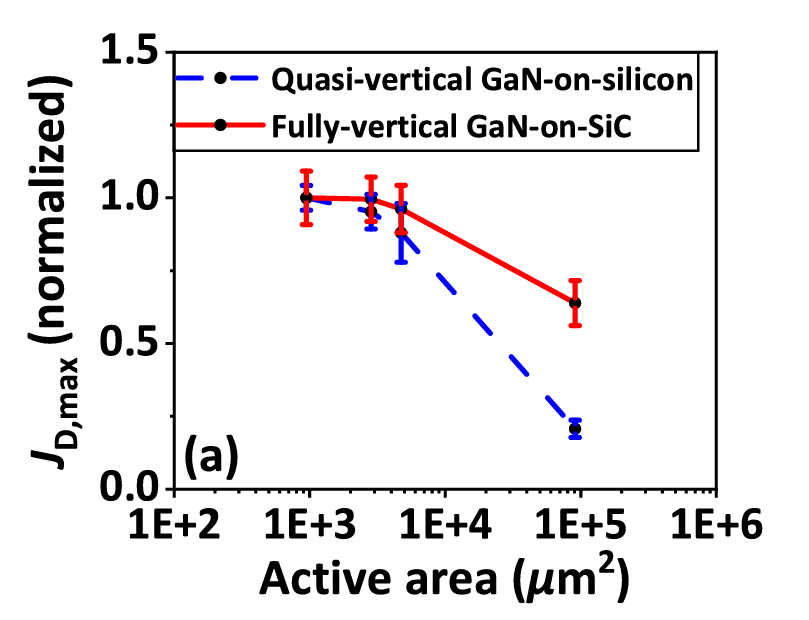 1.5
Quasi-vertical GaN-on-silicon
Fully-vertical GaN-on-SiC
1.0
0.5
0.0
J_D,max (normalized)
(a)
1E+2 1E+3 1E+4 1E+5 1E+6
Active area (μm²)